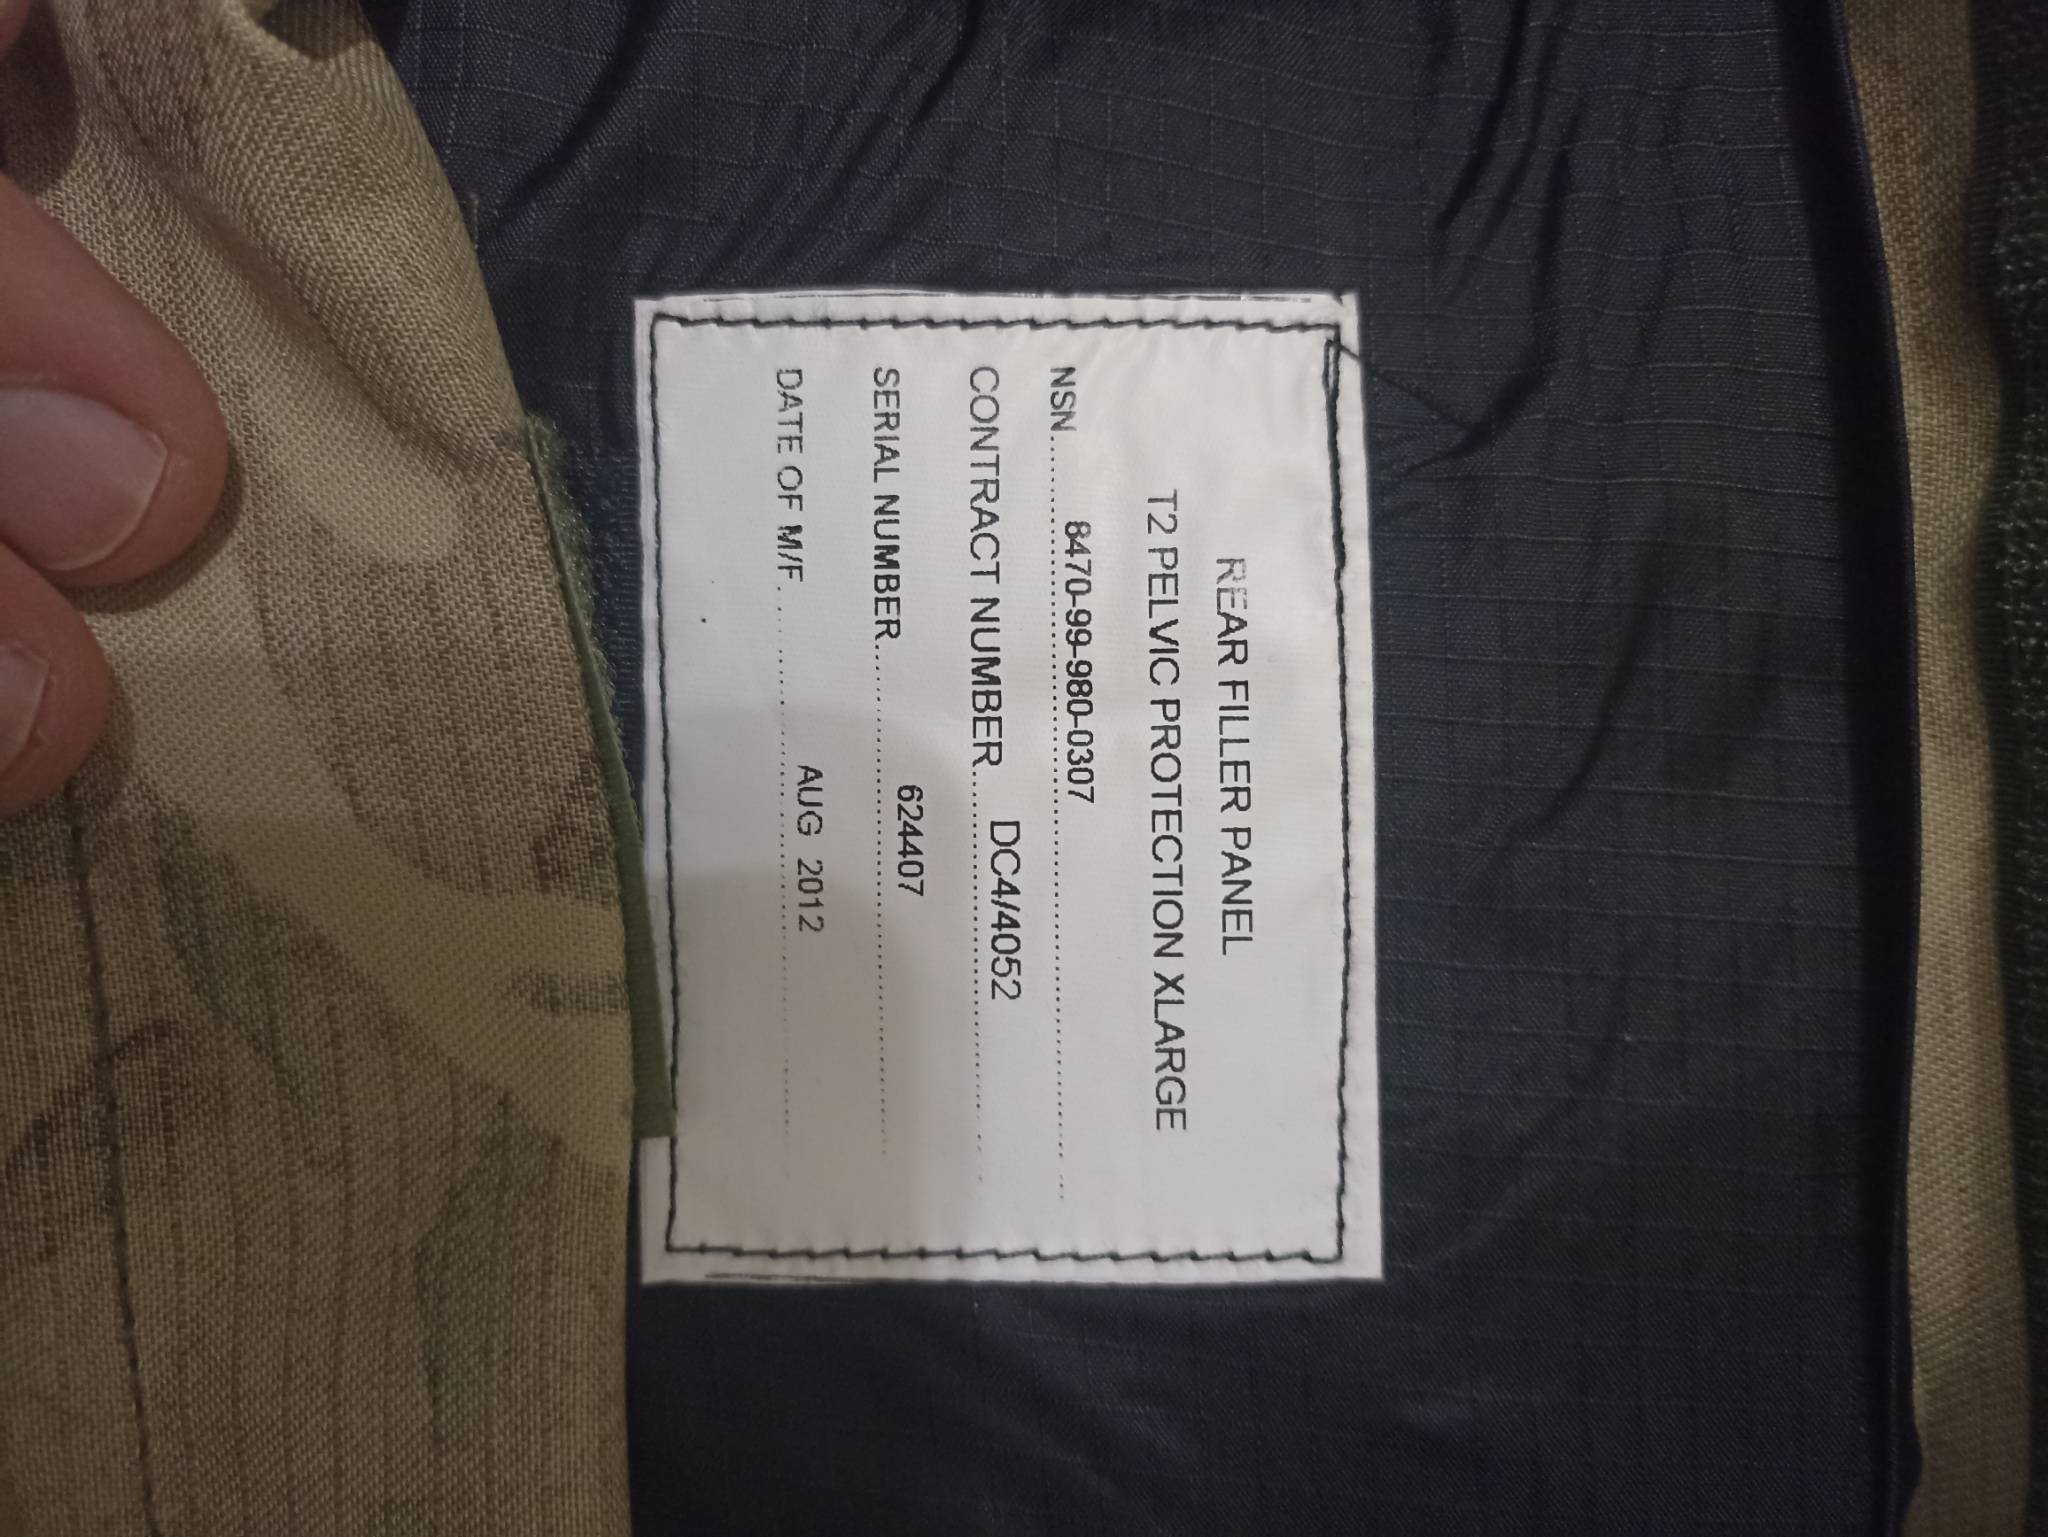 REAR FILLER PANEL
T2 PELVIC PROTECTION XLARGE
NSN. 8470-99-980-0307
CONTRACT NUMBER DC4/4052
SERIAL NUMBER 624407
DATE OF M/F. AUG 2012